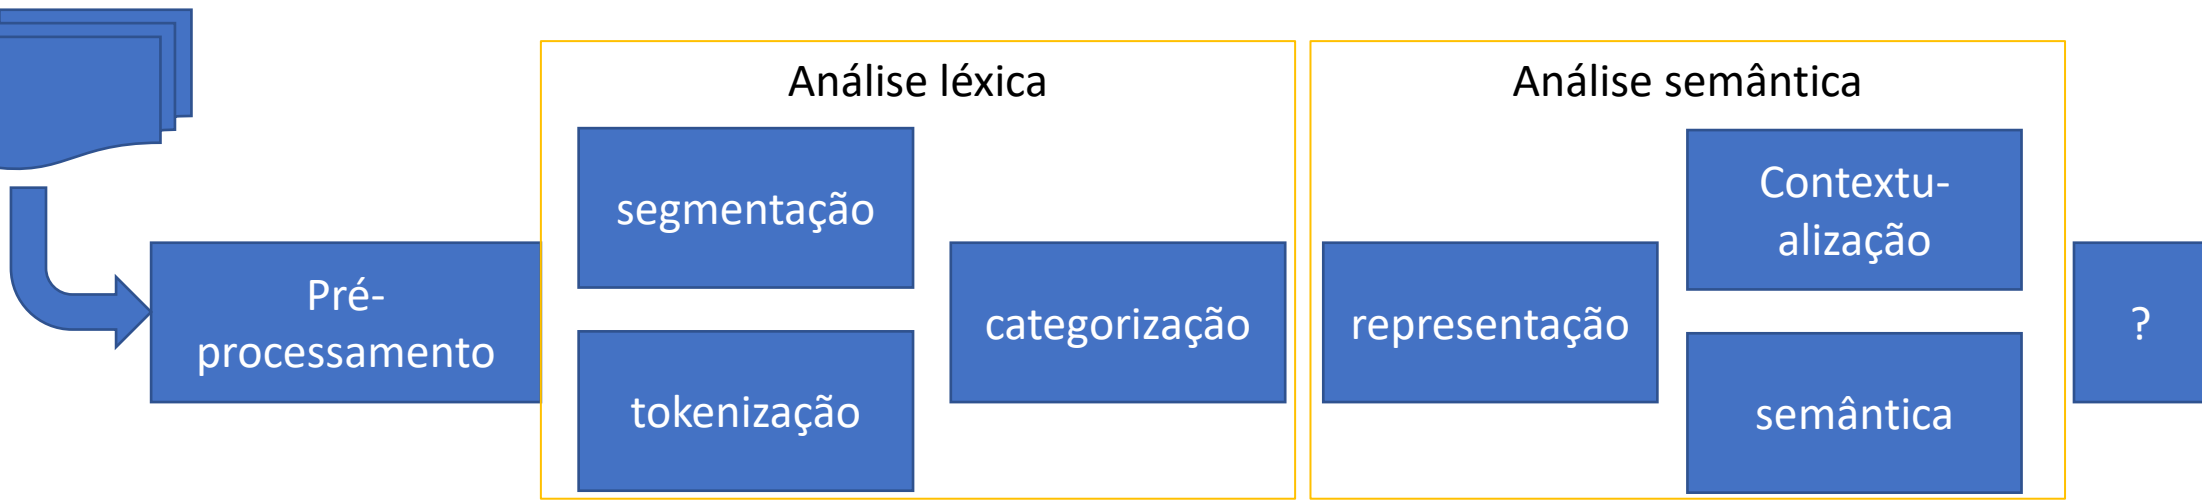 Análise léxica
Análise semântica
segmentação
Contextu-
alização
Pré-
processamento
categorização
representação
?
tokenização
semântica